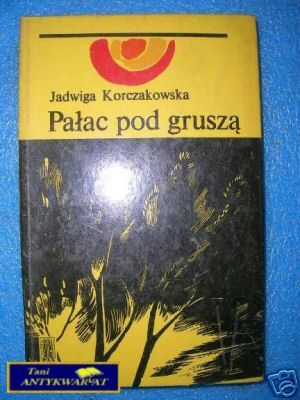 Jadwiga Korczakowska
Pałac pod gruszą
Tani
ANTYKWARIAT